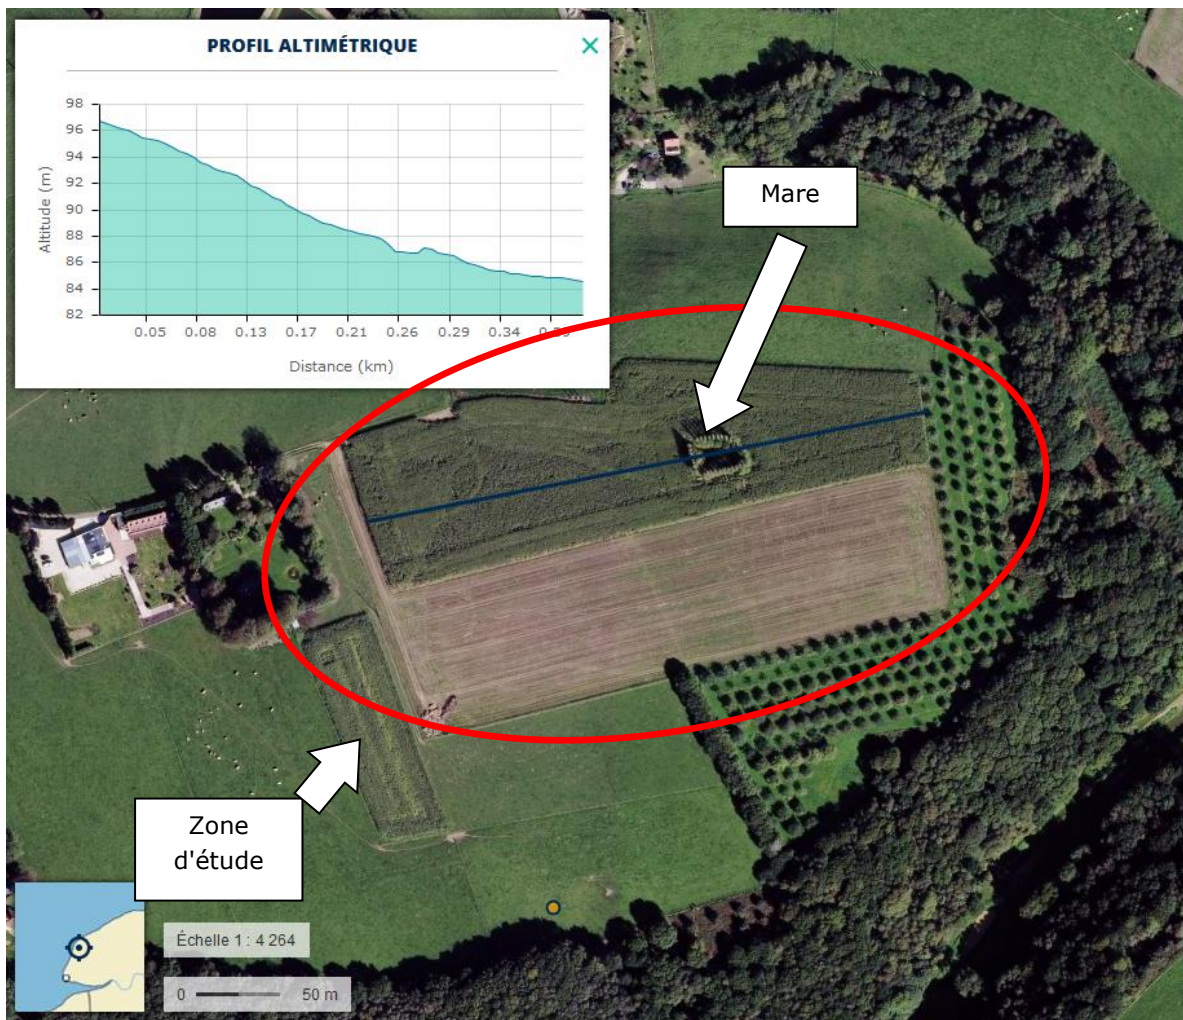 PROFIL ALTIMÉTRIQUE
98
96
94
92
90
88
86
84
82
Altitude (m)
0.05 0.08 0.13 0.17 0.21 0.26 0.29 0.34
Distance (km)
Mare
Zone
d'étude
Échelle 1 : 4 264
0 50 m